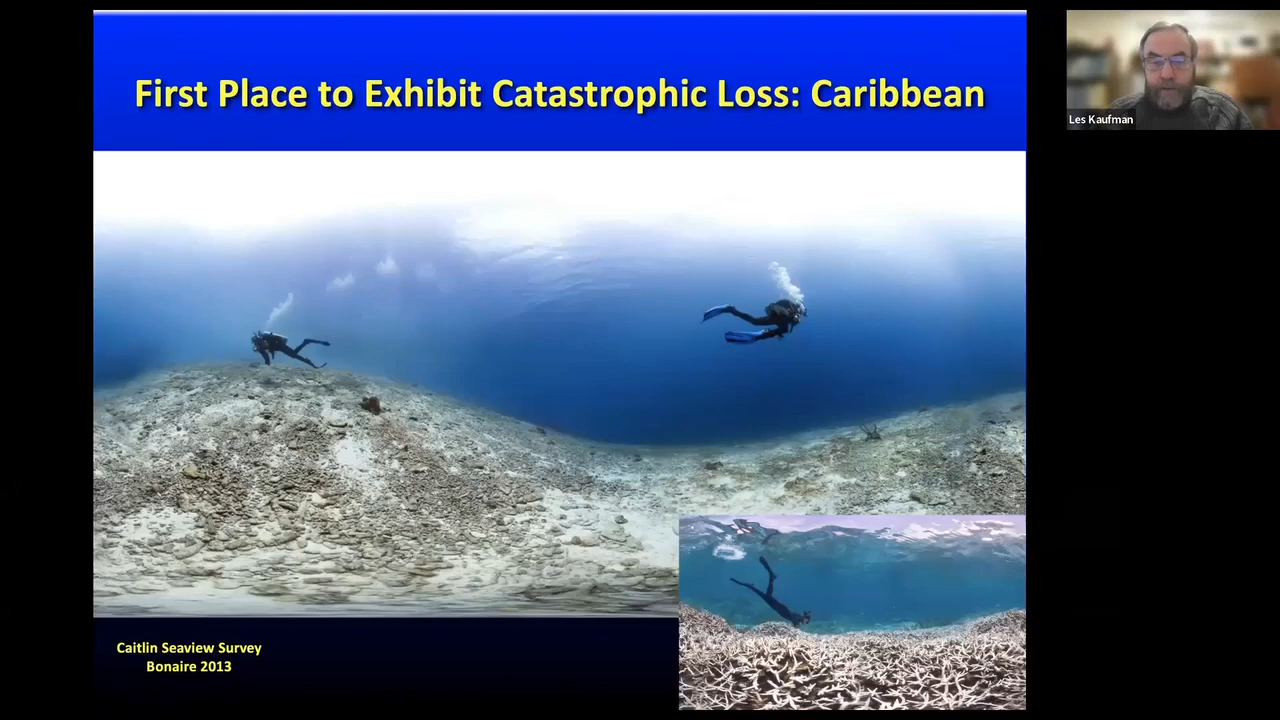 First Place to Exhibit Catastrophic Loss: Caribbean
Les Kaufman
Caitlin Seaview Survey
Bonaire 2013